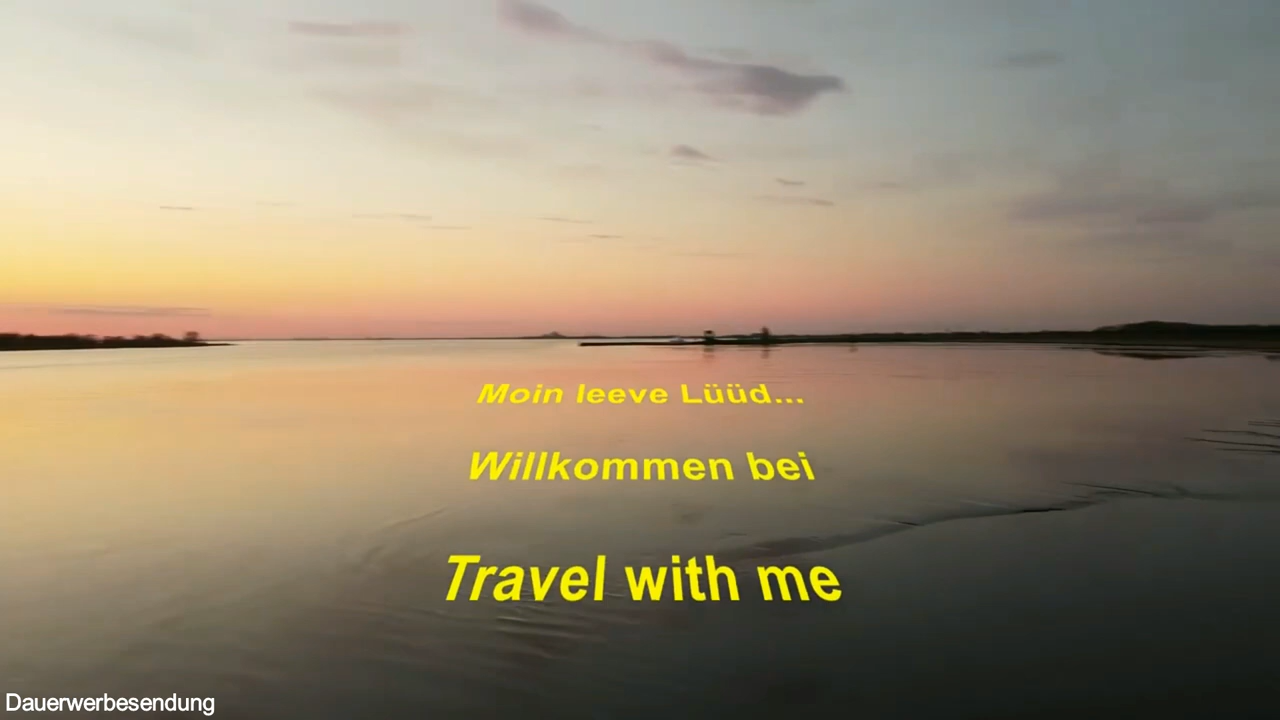 Moin leeve Lüüd...
Willkommen bei
Travel with me
Dauerwerbesendung